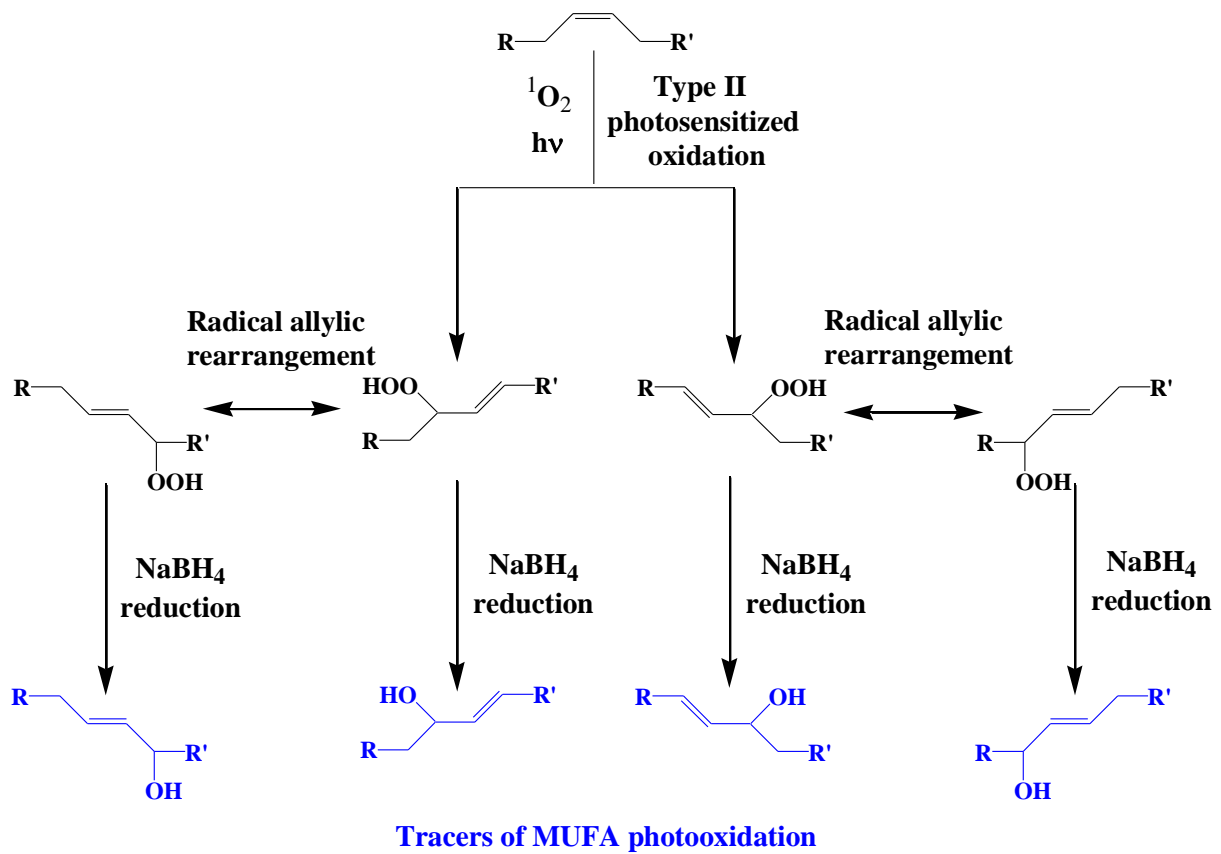 R R'
¹O₂
hν
Type II
photosensitized
oxidation
Radical allylic
rearrangement
Radical allylic
rearrangement
R
R'
OOH
HOO
R'
R
R
OOH
R'
R'
R
OOH
NaBH₄
reduction
NaBH₄
reduction
NaBH₄
reduction
NaBH₄
reduction
R
R'
OH
HO
R'
R
R
OH
R'
R'
R
OH
Tracers of MUFA photooxidation